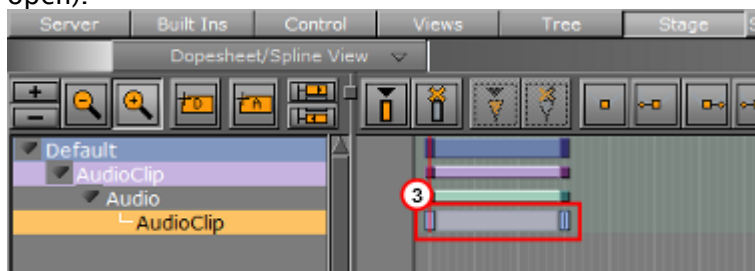 open).
Server Built Ins Control Views Tree Stage
Dopesheet/Spline View
+ D A
-
Default
AudioClip
Audio
3
AudioClip